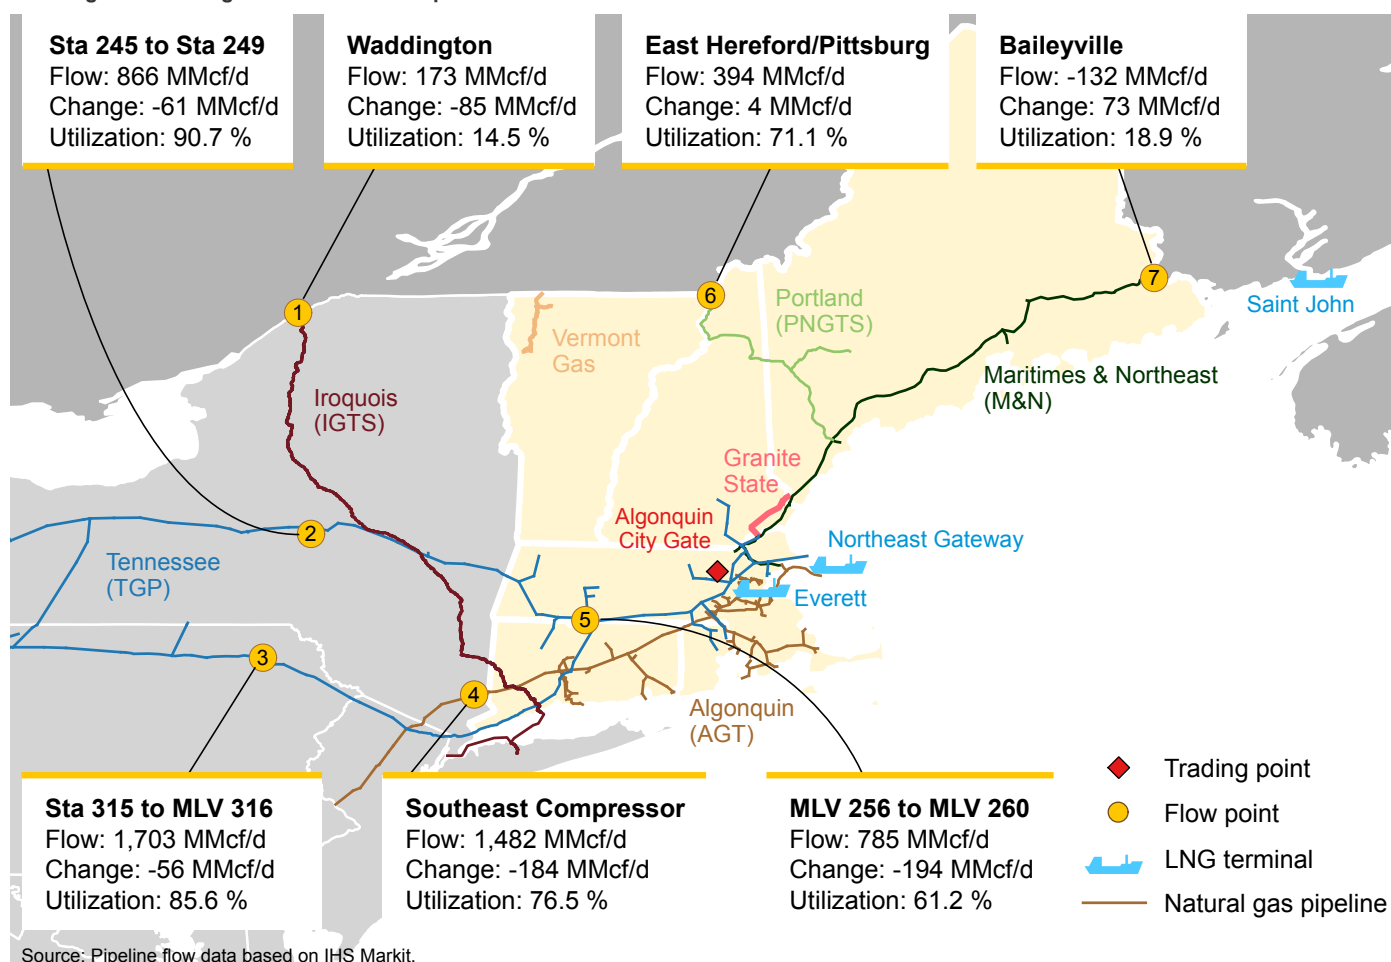 Sta 245 to Sta 249
Flow: 866 MMcf/d
Change: -61 MMcf/d
Utilization: 90.7 %
Waddington
Flow: 173 MMcf/d
Change: -85 MMcf/d
Utilization: 14.5 %
East Hereford/Pittsburg
Flow: 394 MMcf/d
Change: 4 MMcf/d
Utilization: 71.1 %
Baileyville
Flow: -132 MMcf/d
Change: 73 MMcf/d
Utilization: 18.9 %
1
6
7
Portland
(PNGTS)
Saint John
Vermont
Gas
Maritimes & Northeast
(M&N)
Iroquois
(IGTS)
Granite
State
Algonquin
City Gate
2
Northeast Gateway
Tennessee
(TGP)
Everett
5
3
4
Algonquin
(AGT)
Sta 315 to MLV 316
Flow: 1,703 MMcf/d
Change: -56 MMcf/d
Utilization: 85.6 %
Southeast Compressor
Flow: 1,482 MMcf/d
Change: -184 MMcf/d
Utilization: 76.5 %
MLV 256 to MLV 260
Flow: 785 MMcf/d
Change: -194 MMcf/d
Utilization: 61.2 %
Trading point
Flow point
LNG terminal
Natural gas pipeline
Source: Pipeline flow data based on IHS Markit.